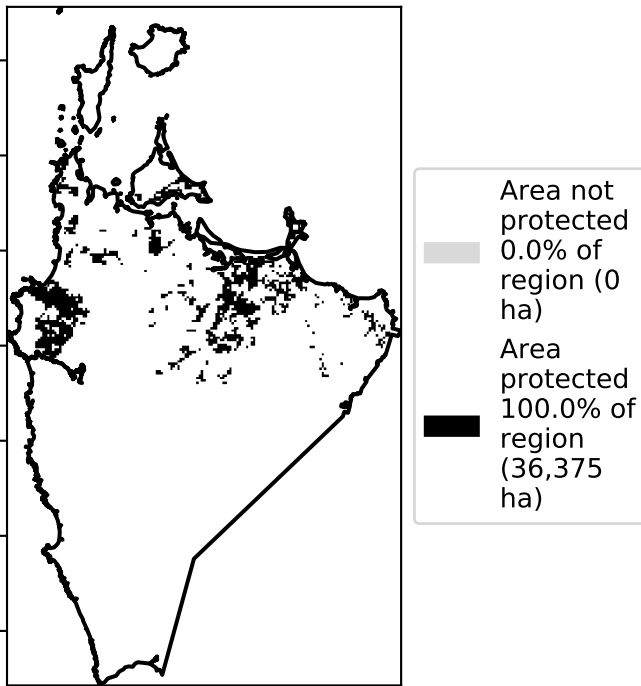 Area not
protected
0.0% of
region (0
ha)
Area
protected
100.0% of
region
(36,375
ha)